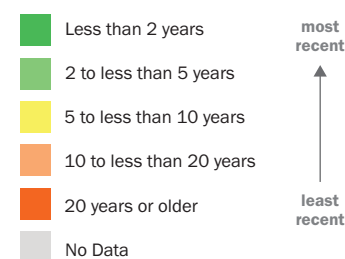 Less than 2 years
2 to less than 5 years
5 to less than 10 years
10 to less than 20 years
20 years or older
No Data
most
recent
least
recent